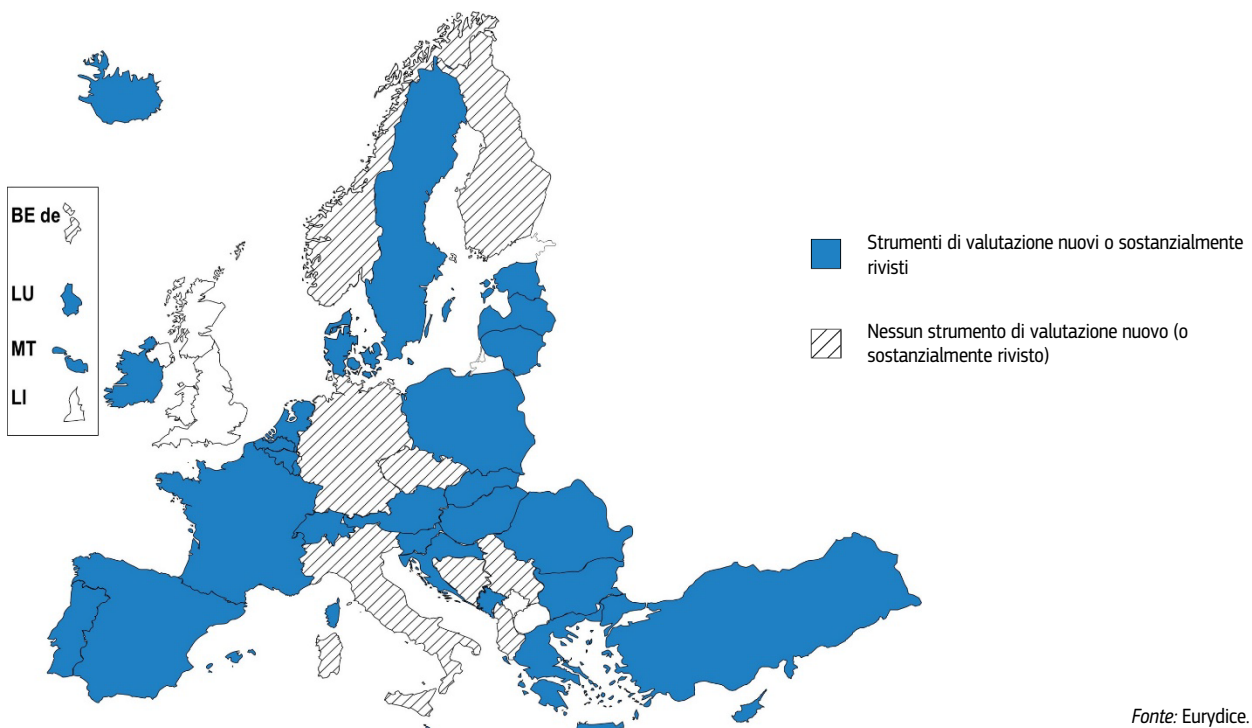 BE de
LU
MT
LI
Strumenti di valutazione nuovi o sostanzialmente
rivisti
Nessun strumento di valutazione nuovo (o
sostanzialmente rivisto)
Fonte: Eurydice.